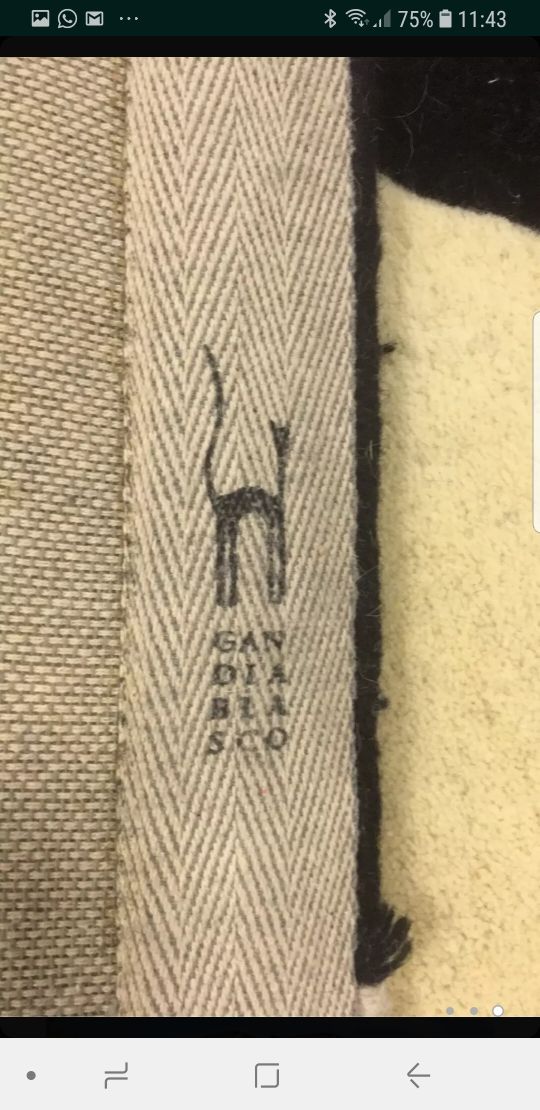 75% 11:43
GAN
DIA
BLA
SCO